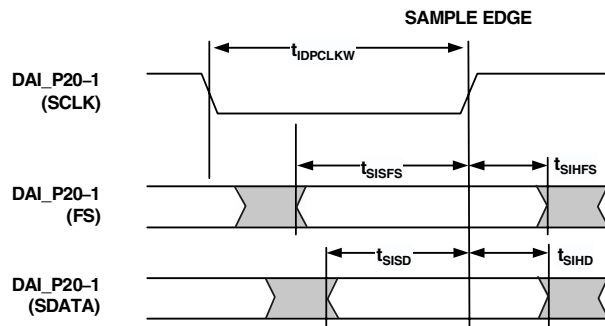 SAMPLE EDGE
tIDPCLKW
DAI_P20–1
(SCLK)
tSISFS
tSIHFS
DAI_P20–1
(FS)
tSISD
tSIHD
DAI_P20–1
(SDATA)